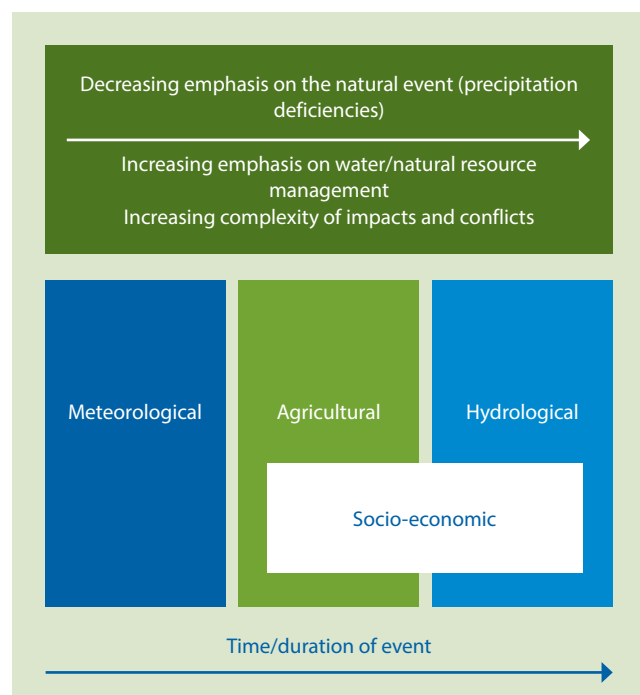 Decreasing emphasis on the natural event (precipitation
deficiencies)
Increasing emphasis on water/natural resource
management
Increasing complexity of impacts and conflicts
Meteorological
Agricultural
Hydrological
Socio-economic
Time/duration of event